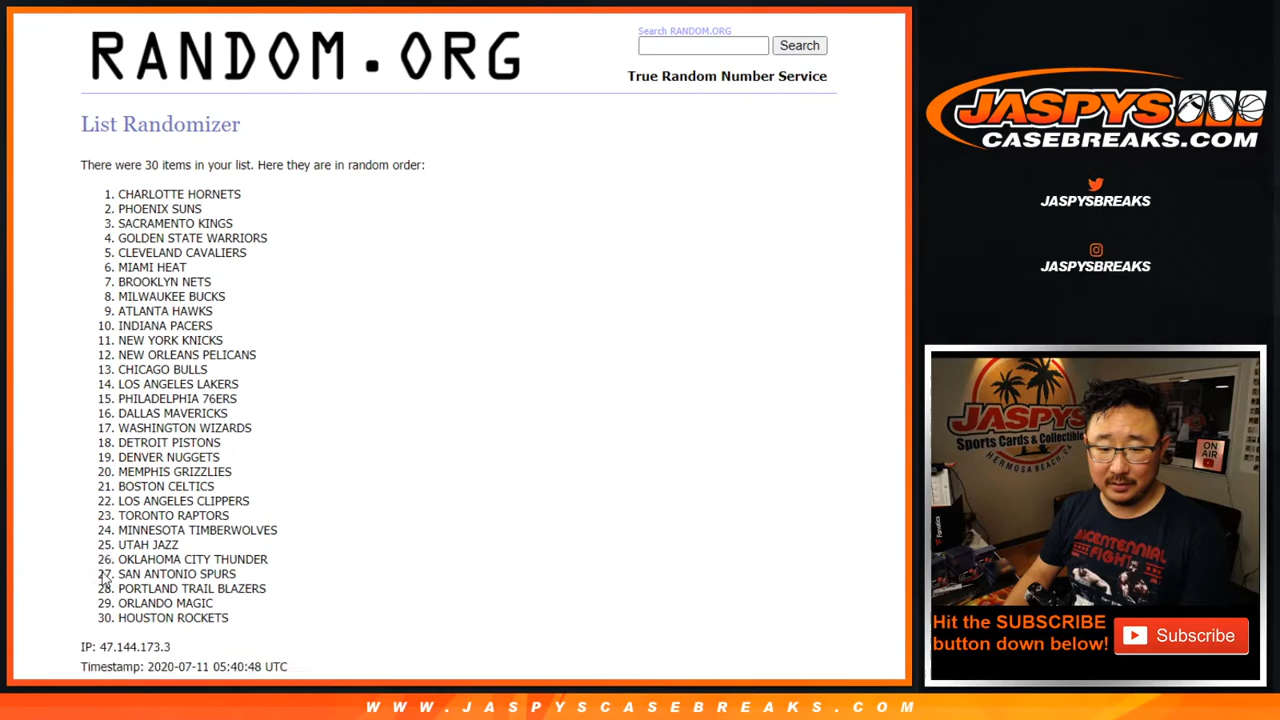 RANDOM.ORG
Search RANDOM.ORG
Search
True Random Number Service
List Randomizer
There were 30 items in your list. Here they are in random order:
1. CHARLOTTE HORNETS
2. PHOENIX SUNS
3. SACRAMENTO KINGS
4. GOLDEN STATE WARRIORS
5. CLEVELAND CAVALIERS
6. MIAMI HEAT
7. BROOKLYN NETS
8. MILWAUKEE BUCKS
9. ATLANTA HAWKS
10. INDIANA PACERS
11. NEW YORK KNICKS
12. NEW ORLEANS PELICANS
13. CHICAGO BULLS
14. LOS ANGELES LAKERS
15. PHILADELPHIA 76ERS
16. DALLAS MAVERICKS
17. WASHINGTON WIZARDS
18. DETROIT PISTONS
19. DENVER NUGGETS
20. MEMPHIS GRIZZLIES
21. BOSTON CELTICS
22. LOS ANGELES CLIPPERS
23. TORONTO RAPTORS
24. MINNESOTA TIMBERWOLVES
25. UTAH JAZZ
26. OKLAHOMA CITY THUNDER
27. SAN ANTONIO SPURS
28. PORTLAND TRAIL BLAZERS
29. ORLANDO MAGIC
30. HOUSTON ROCKETS
IP: 47.144.173.3
Timestamp: 2020-07-11 05:40:48 UTC
JASPYS
CASEBREAKS.COM
JASPYSBREAKS
JASPYSBREAKS
JASPYS
Sports Cards & Collectible
HERMOSA BEACH, CA
ON
AIR
Fanatics
BICENTENNIAL
FIGHT
Hit the SUBSCRIBE
button down below!
Subscribe
WWW.JASPYSCASEBREAKS.COM